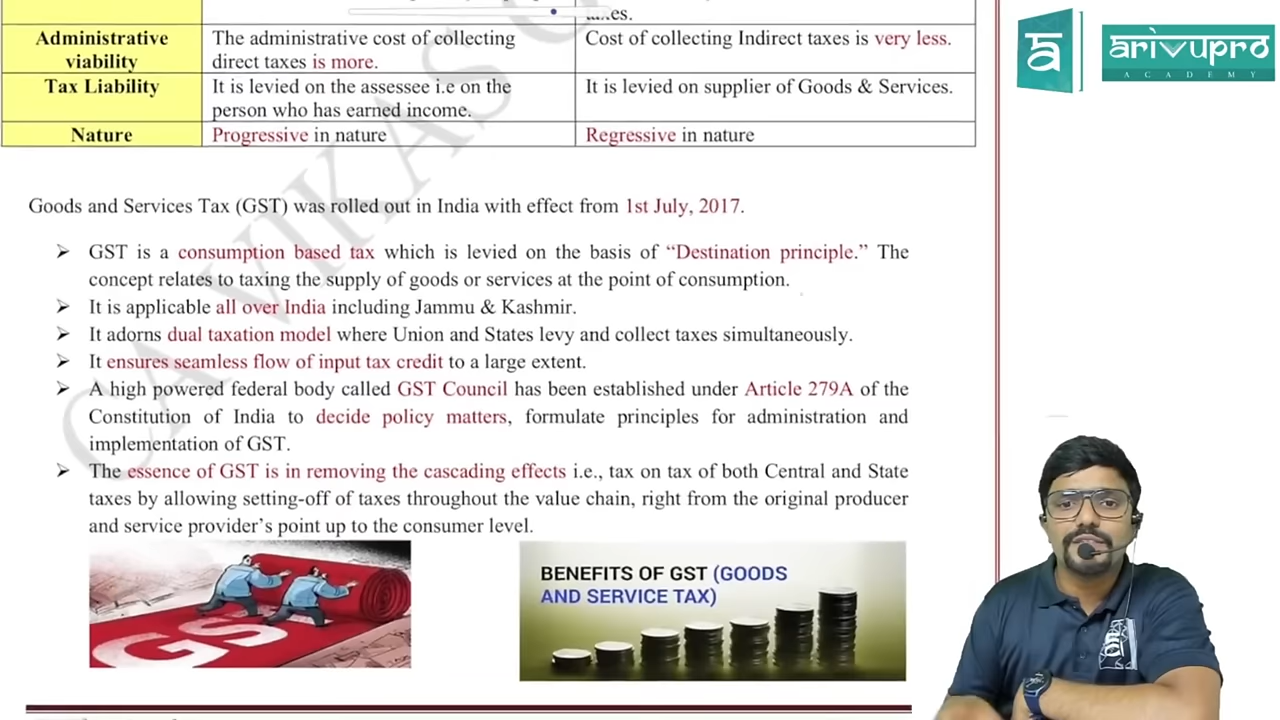 taxes.
Administrative viability
The administrative cost of collecting direct taxes is more.
Cost of collecting Indirect taxes is very less.
Tax Liability
It is levied on the assessee i.e on the person who has earned income.
It is levied on supplier of Goods & Services.
Nature
Progressive in nature
Regressive in nature
Goods and Services Tax (GST) was rolled out in India with effect from 1st July, 2017.
➢ GST is a consumption based tax which is levied on the basis of “Destination principle.” The
concept relates to taxing the supply of goods or services at the point of consumption.
➢ It is applicable all over India including Jammu & Kashmir.
➢ It adorns dual taxation model where Union and States levy and collect taxes simultaneously.
➢ It ensures seamless flow of input tax credit to a large extent.
➢ A high powered federal body called GST Council has been established under Article 279A of the
Constitution of India to decide policy matters, formulate principles for administration and
implementation of GST.
➢ The essence of GST is in removing the cascading effects i.e., tax on tax of both Central and State
taxes by allowing setting-off of taxes throughout the value chain, right from the original producer
and service provider’s point up to the consumer level.
GS
BENEFITS OF GST (GOODS
AND SERVICE TAX)
CA VIKAS
arivupro
ACADEMY